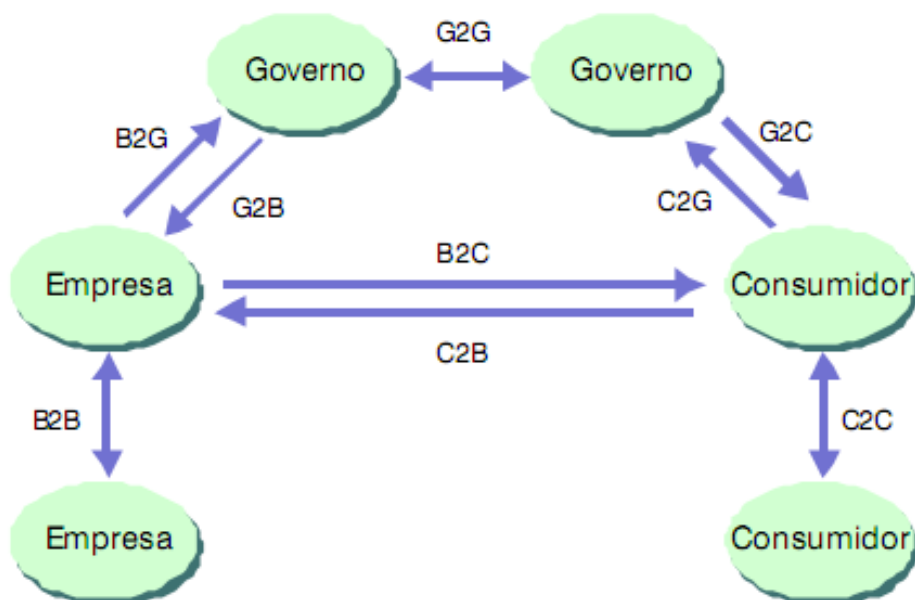 G2G
Governo
Governo
B2G
G2C
G2B
C2G
B2C
Empresa
Consumidor
C2B
B2B
C2C
Empresa
Consumidor